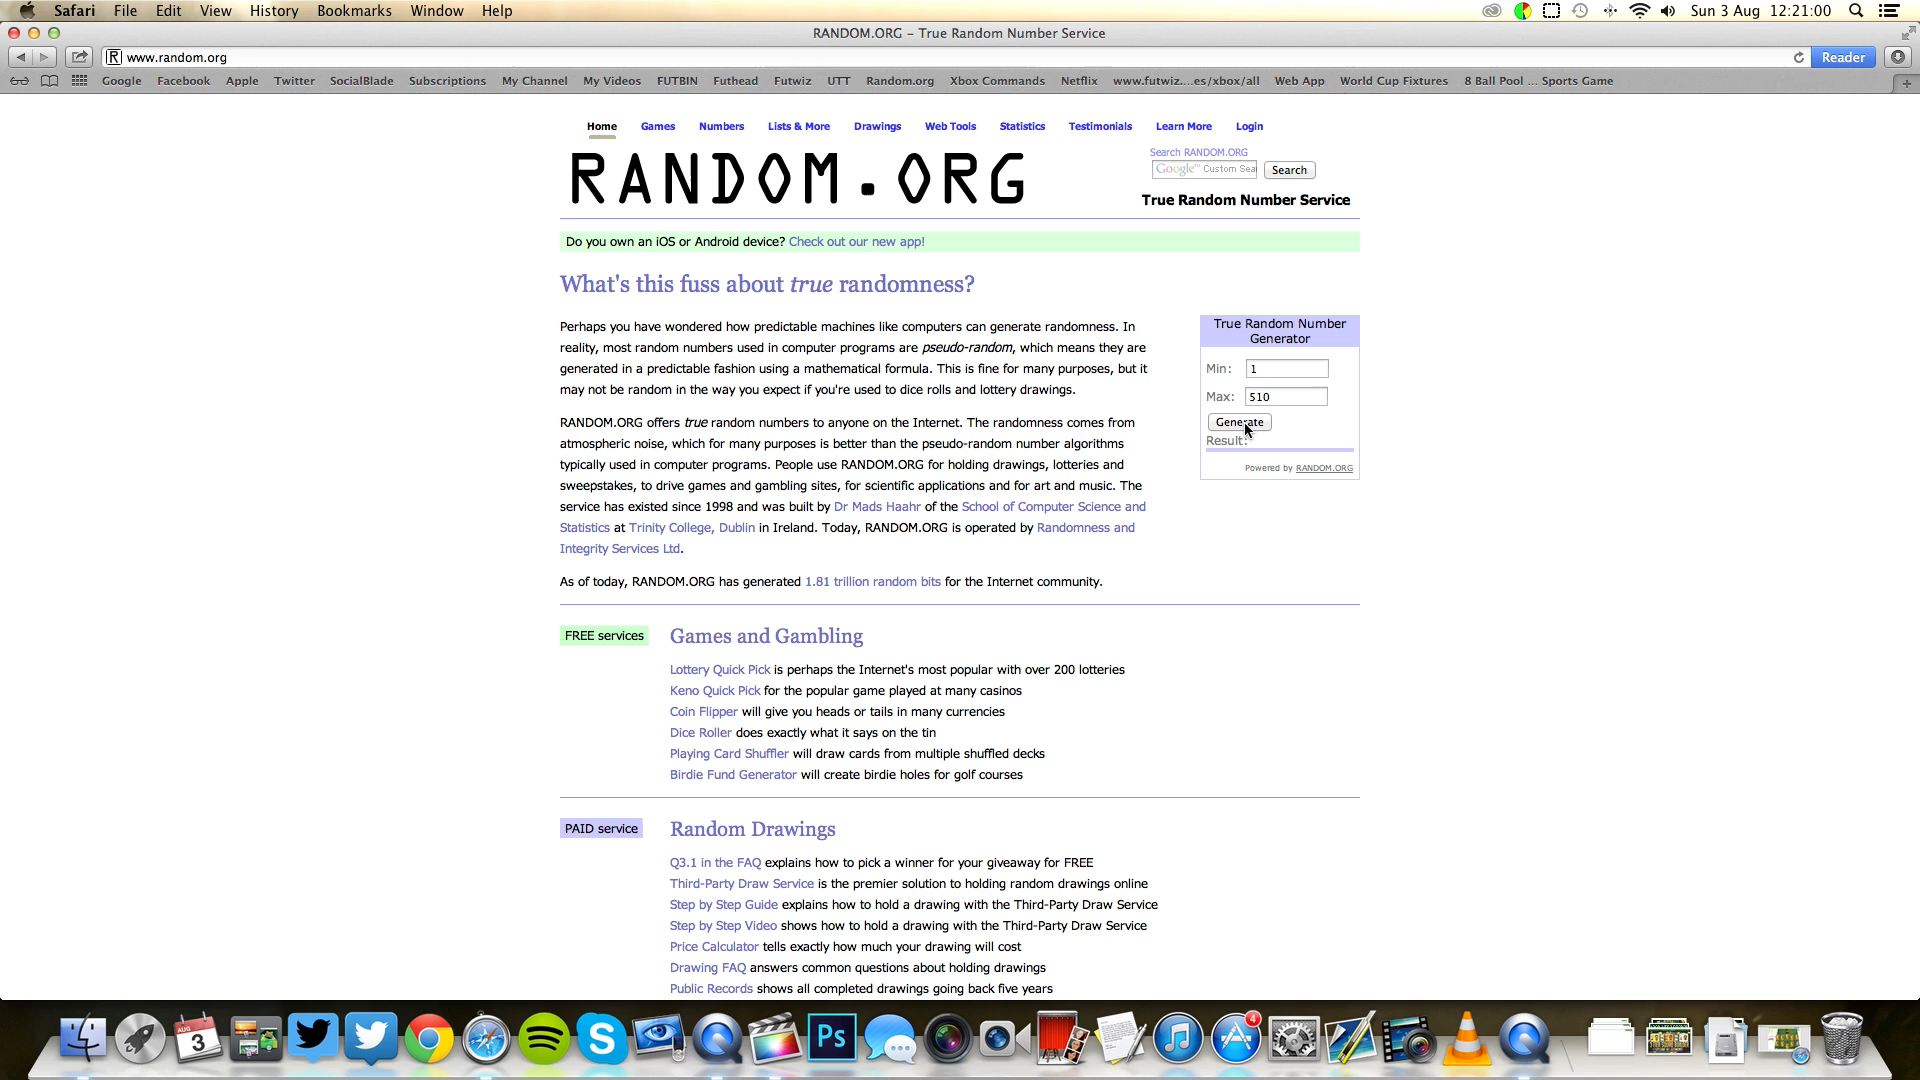 Safari File Edit View History Bookmarks Window Help Sun 3 Aug 12:21:00
RANDOM.ORG – True Random Number Service
R www.random.org Reader
Google Facebook Apple Twitter SocialBlade Subscriptions My Channel My Videos FUTBIN Futhead Futwiz UTT Random.org Xbox Commands Netflix www.futwiz....es/xbox/all Web App World Cup Fixtures 8 Ball Pool ... Sports Game
Home Games Numbers Lists & More Drawings Web Tools Statistics Testimonials Learn More Login
RANDOM.ORG
Search RANDOM.ORG
Google™ Custom Sear Search
True Random Number Service
Do you own an iOS or Android device? Check out our new app!
What's this fuss about true randomness?
Perhaps you have wondered how predictable machines like computers can generate randomness. In
reality, most random numbers used in computer programs are pseudo-random, which means they are
generated in a predictable fashion using a mathematical formula. This is fine for many purposes, but it
may not be random in the way you expect if you're used to dice rolls and lottery drawings.
RANDOM.ORG offers true random numbers to anyone on the Internet. The randomness comes from
atmospheric noise, which for many purposes is better than the pseudo-random number algorithms
typically used in computer programs. People use RANDOM.ORG for holding drawings, lotteries and
sweepstakes, to drive games and gambling sites, for scientific applications and for art and music. The
service has existed since 1998 and was built by Dr Mads Haahr of the School of Computer Science and
Statistics at Trinity College, Dublin in Ireland. Today, RANDOM.ORG is operated by Randomness and
Integrity Services Ltd.
As of today, RANDOM.ORG has generated 1.81 trillion random bits for the Internet community.
True Random Number
Generator
Min: 1
Max: 510
Generate
Result:
Powered by RANDOM.ORG
FREE services
Games and Gambling
Lottery Quick Pick is perhaps the Internet's most popular with over 200 lotteries
Keno Quick Pick for the popular game played at many casinos
Coin Flipper will give you heads or tails in many currencies
Dice Roller does exactly what it says on the tin
Playing Card Shuffler will draw cards from multiple shuffled decks
Birdie Fund Generator will create birdie holes for golf courses
PAID service
Random Drawings
Q3.1 in the FAQ explains how to pick a winner for your giveaway for FREE
Third-Party Draw Service is the premier solution to holding random drawings online
Step by Step Guide explains how to hold a drawing with the Third-Party Draw Service
Step by Step Video shows how to hold a drawing with the Third-Party Draw Service
Price Calculator tells exactly how much your drawing will cost
Drawing FAQ answers common questions about holding drawings
Public Records shows all completed drawings going back five years
AUG
3
Ps
4